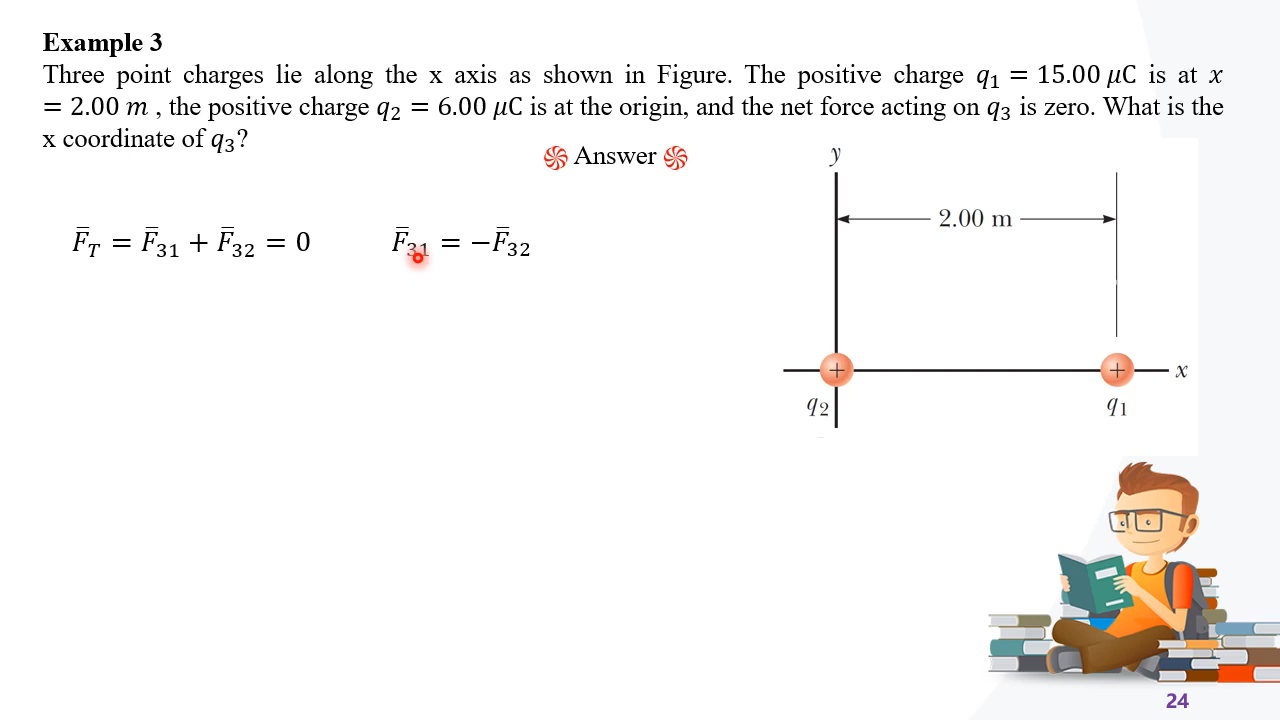 Example 3
Three point charges lie along the x axis as shown in Figure. The positive charge q₁ = 15.00 μC is at x
= 2.00 m , the positive charge q₂ = 6.00 μC is at the origin, and the net force acting on q₃ is zero. What is the
x coordinate of q₃?
Answer
F̅_T = F̅₃₁ + F̅₃₂ = 0
F̅₃₁ = −F̅₃₂
y
2.00 m
+
+
x
q₂
q₁
24